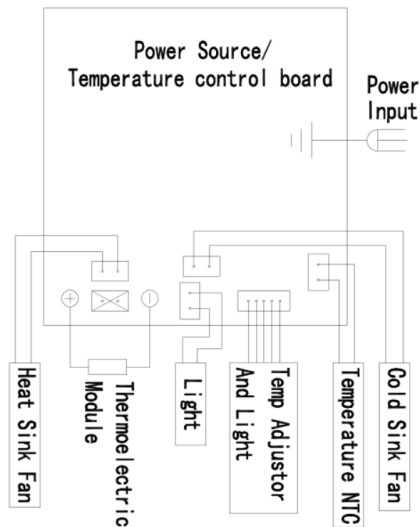 Power Source/
Temperature control board
Power
Input
Heat Sink Fan
Thermoelectric
Module
Light
Temp Adjustor
And Light
Temperature NTC
Cold Sink Fan